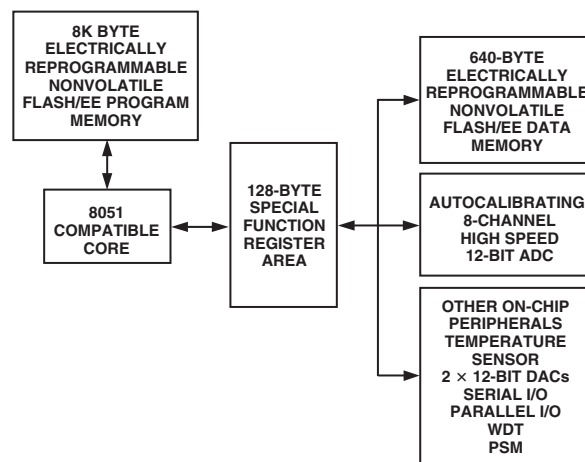 8K BYTE
ELECTRICALLY
REPROGRAMMABLE
NONVOLATILE
FLASH/EE PROGRAM
MEMORY
8051
COMPATIBLE
CORE
128-BYTE
SPECIAL
FUNCTION
REGISTER
AREA
640-BYTE
ELECTRICALLY
REPROGRAMMABLE
NONVOLATILE
FLASH/EE DATA
MEMORY
AUTOCALIBRATING
8-CHANNEL
HIGH SPEED
12-BIT ADC
OTHER ON-CHIP
PERIPHERALS
TEMPERATURE
SENSOR
2 × 12-BIT DACs
SERIAL I/O
PARALLEL I/O
WDT
PSM